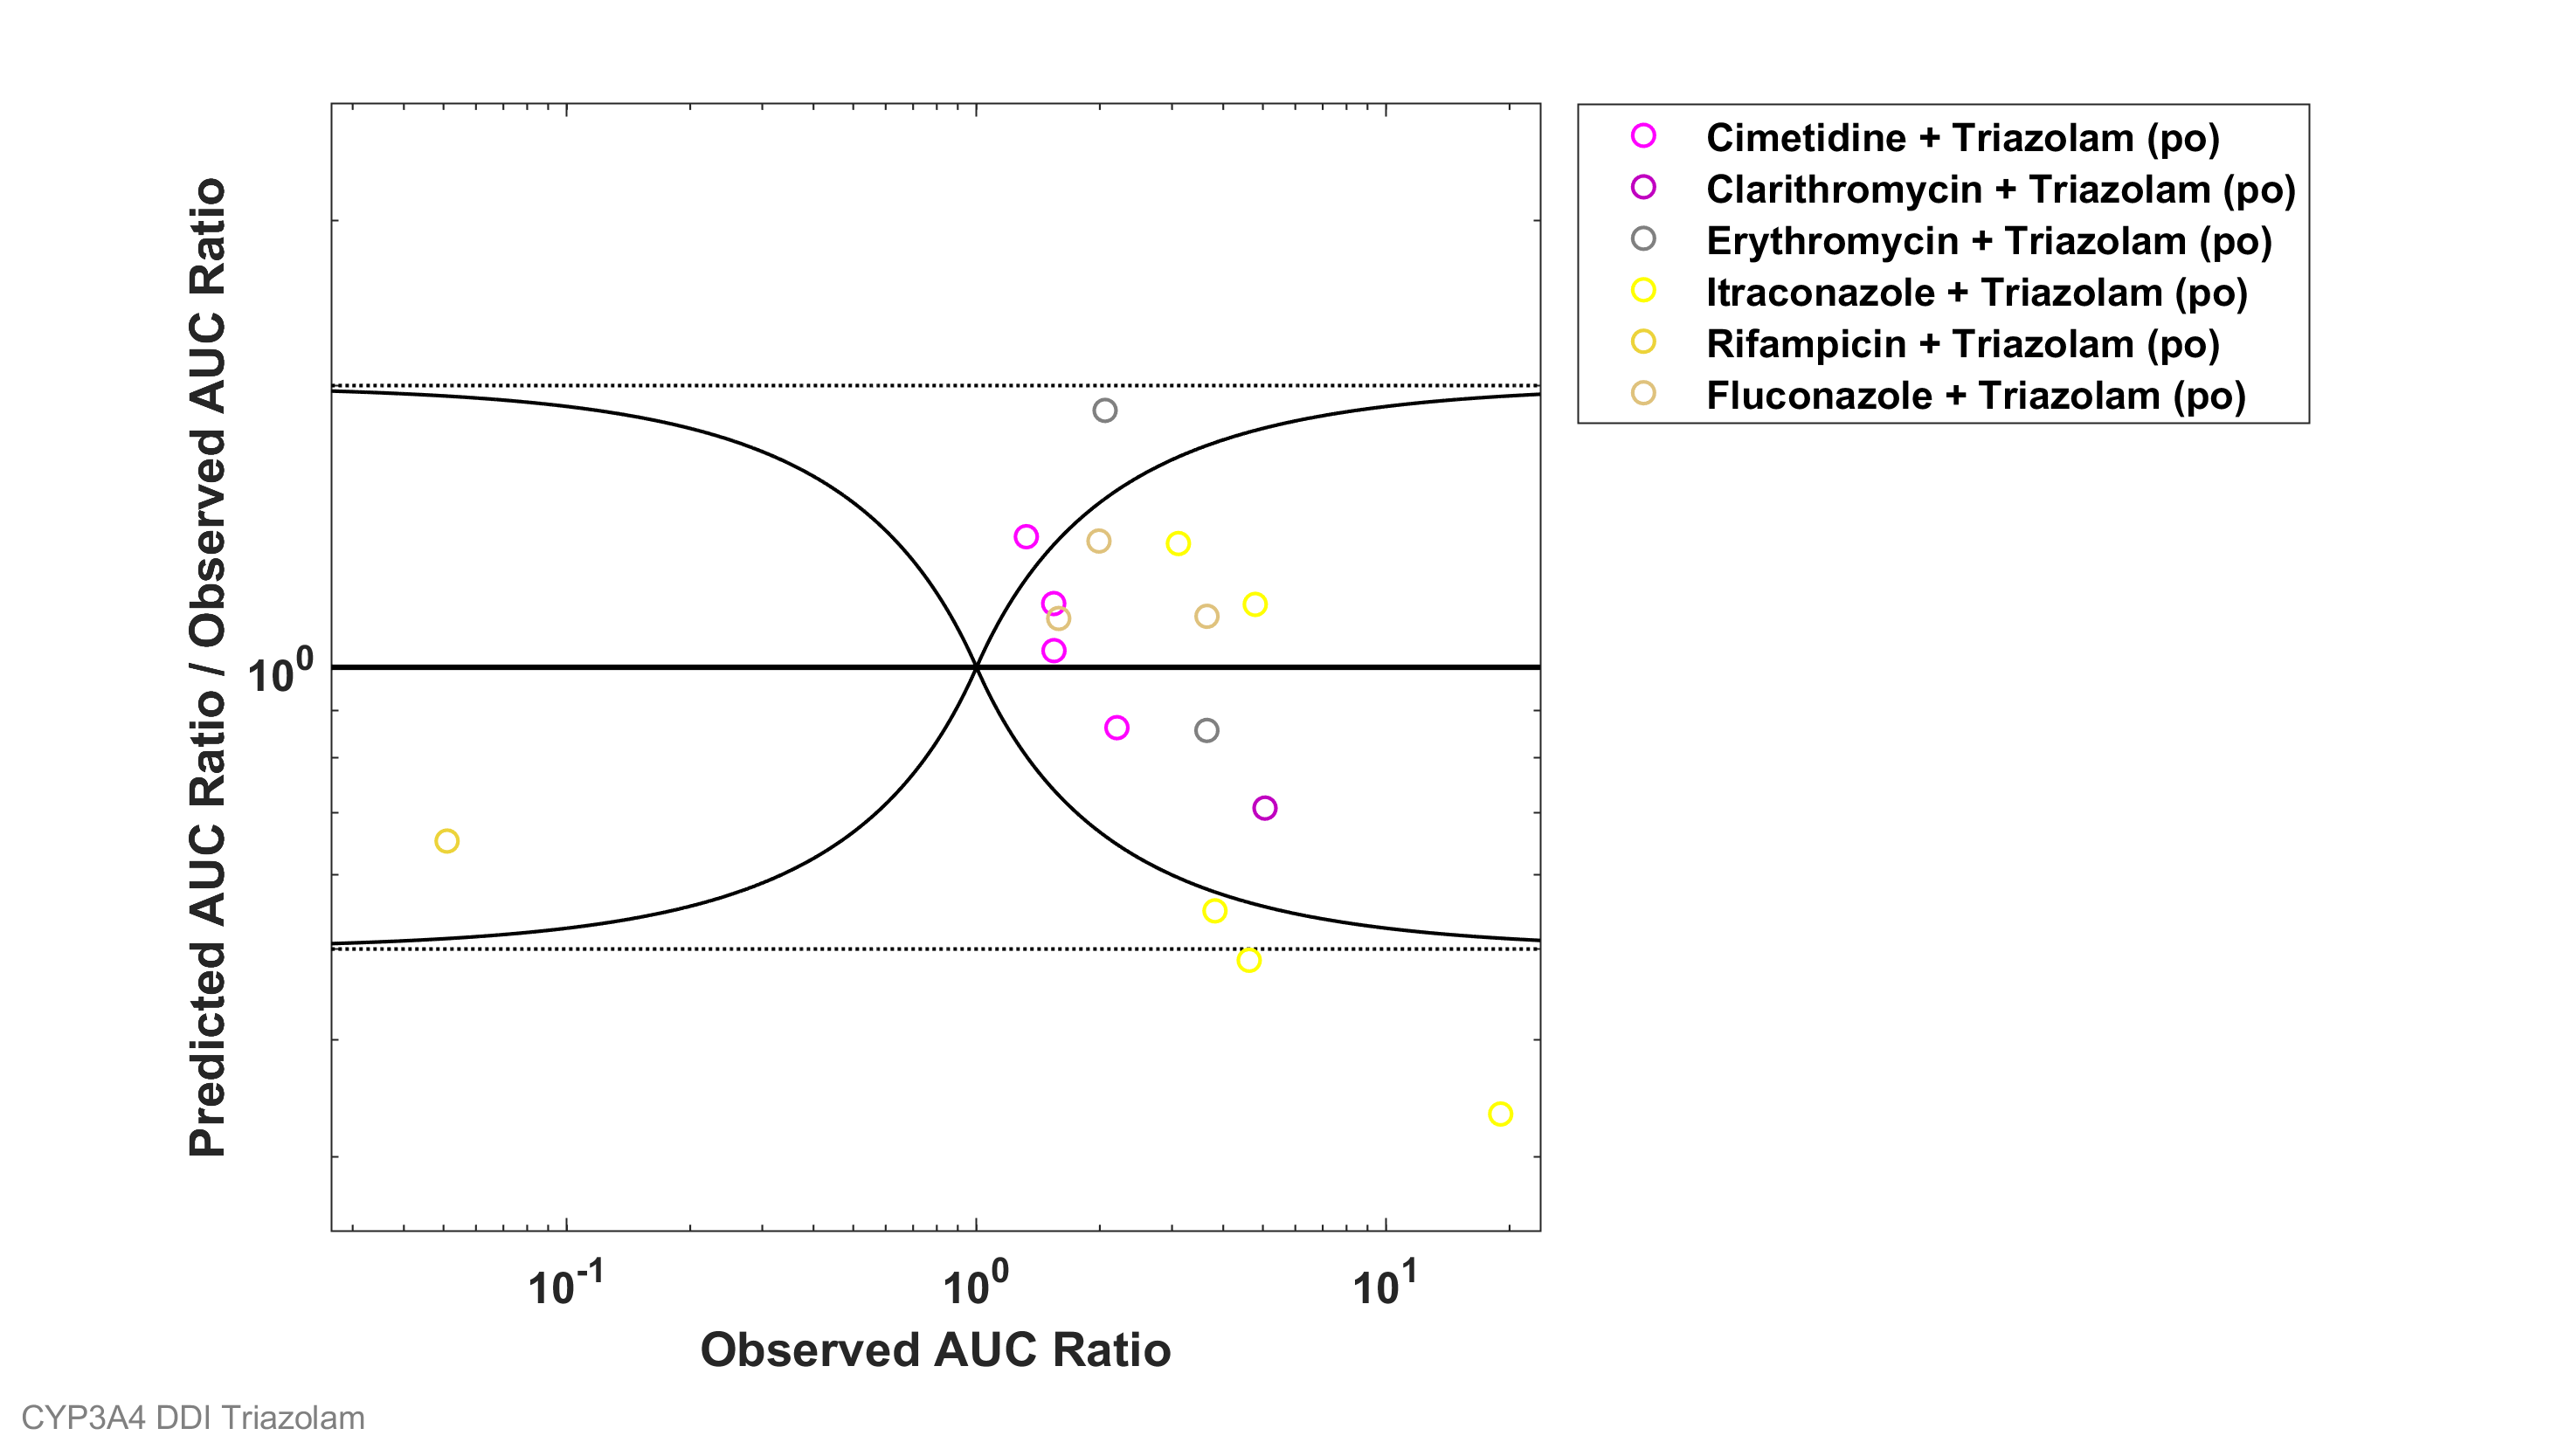 Predicted AUC Ratio / Observed AUC Ratio
10^0
10^-1 10^0 10^1
Observed AUC Ratio
Cimetidine + Triazolam (po)
Clarithromycin + Triazolam (po)
Erythromycin + Triazolam (po)
Itraconazole + Triazolam (po)
Rifampicin + Triazolam (po)
Fluconazole + Triazolam (po)
CYP3A4 DDI Triazolam